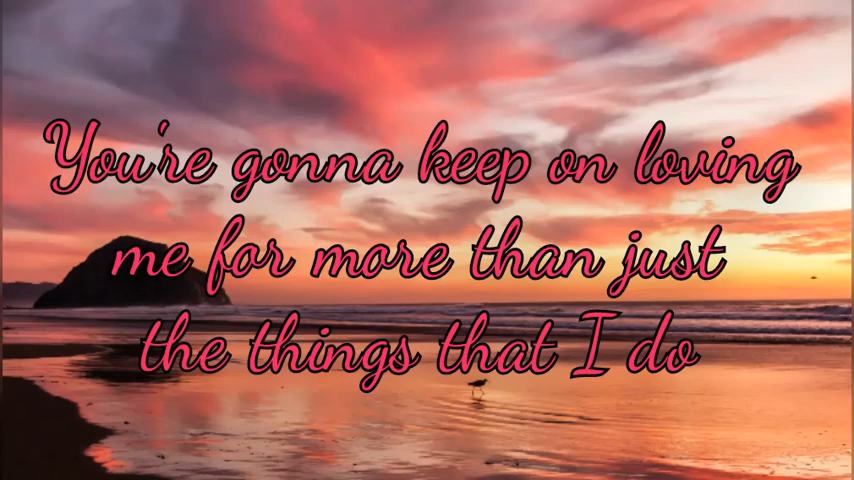 You're gonna keep on loving
me for more than just
the things that I do